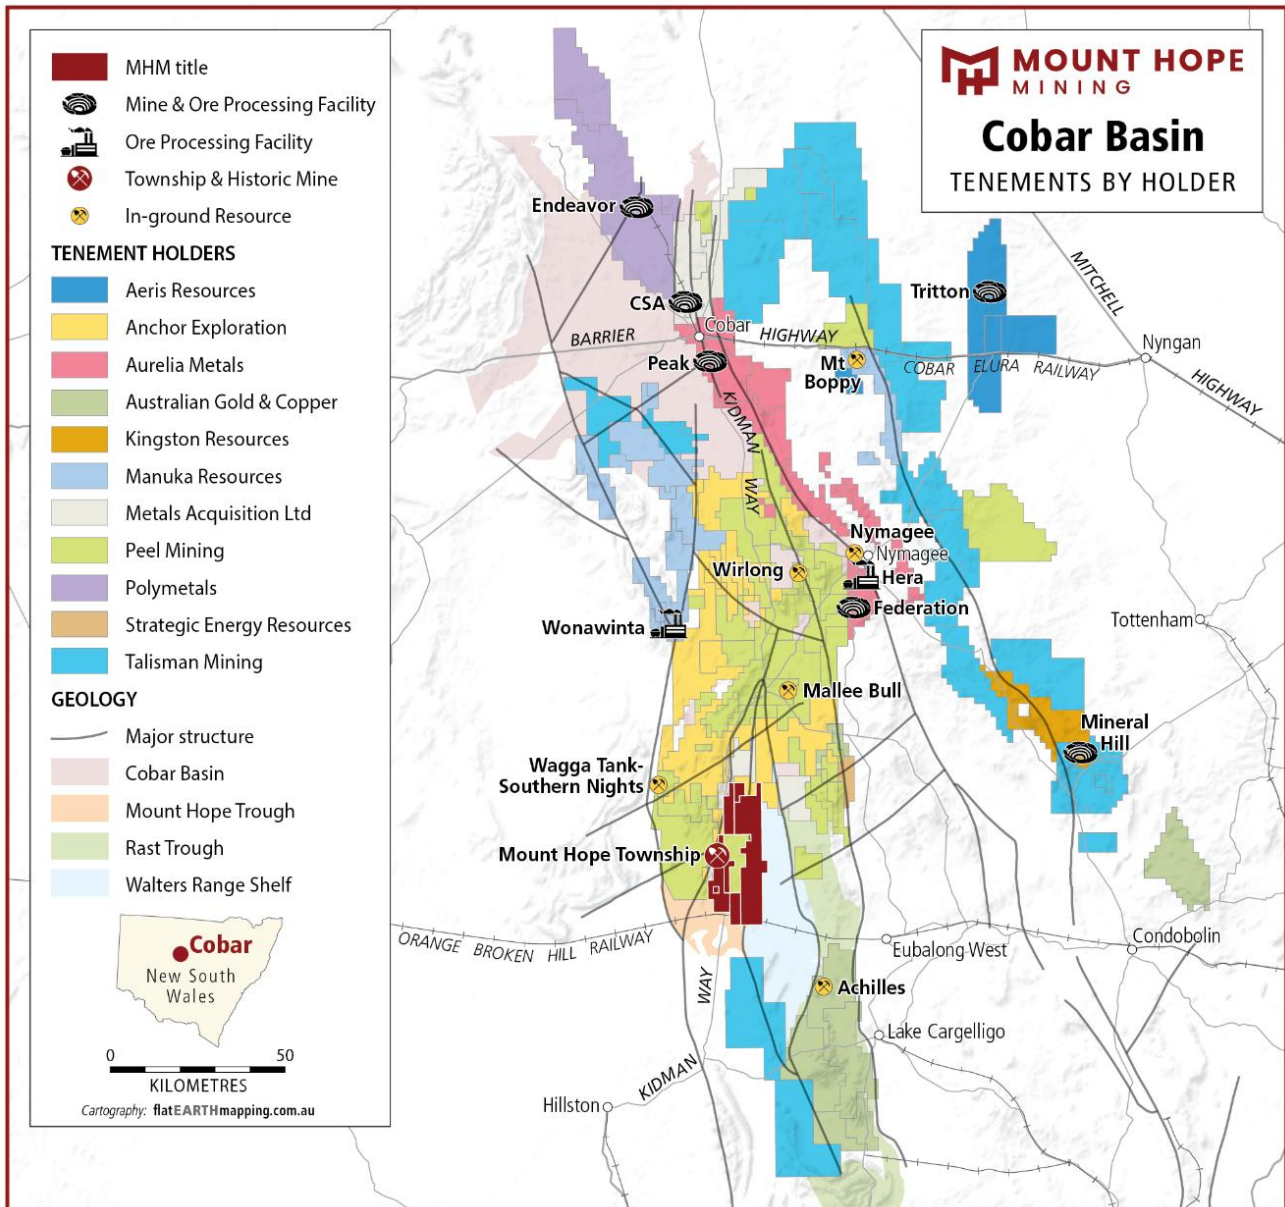 MHM title
Mine & Ore Processing Facility
Ore Processing Facility
Township & Historic Mine
In-ground Resource
TENEMENT HOLDERS
Aeris Resources
Anchor Exploration
Aurelia Metals
Australian Gold & Copper
Kingston Resources
Manuka Resources
Metals Acquisition Ltd
Peel Mining
Polymetals
Strategic Energy Resources
Talisman Mining
GEOLOGY
Major structure
Cobar Basin
Mount Hope Trough
Rast Trough
Walters Range Shelf
Cobar
New South
Wales
0 50
KILOMETRES
Cartography: flatEARTHmapping.com.au
MOUNT HOPE
MINING
Cobar Basin
TENEMENTS BY HOLDER
Endeavor
CSA
Cobar
BARRIER HIGHWAY
Peak
Mt
Boppy
Tritton
MITCHELL
HIGHWAY
Nyngan
COBAR ELURA RAILWAY
KIDMAN
WAY
Nymagee
Nymagee
Wirlong
Hera
Federation
Wonawinta
Tottenham
Mallee Bull
Mineral
Hill
Wagga Tank-
Southern Nights
Mount Hope Township
ORANGE BROKEN HILL RAILWAY
Eubalong West
Condobolin
Achilles
WAY
KIDMAN
Lake Cargelligo
Hillston